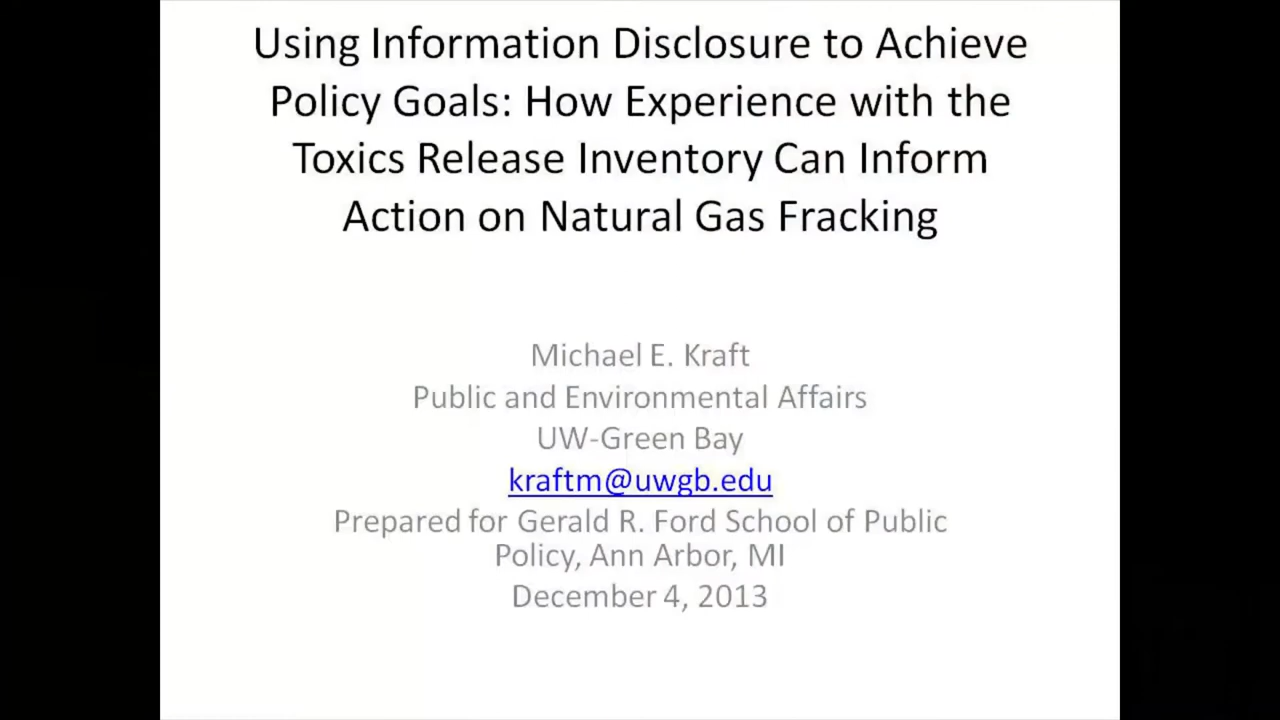 Using Information Disclosure to Achieve
Policy Goals: How Experience with the
Toxics Release Inventory Can Inform
Action on Natural Gas Fracking
Michael E. Kraft
Public and Environmental Affairs
UW-Green Bay
kraftm@uwgb.edu
Prepared for Gerald R. Ford School of Public
Policy, Ann Arbor, MI
December 4, 2013